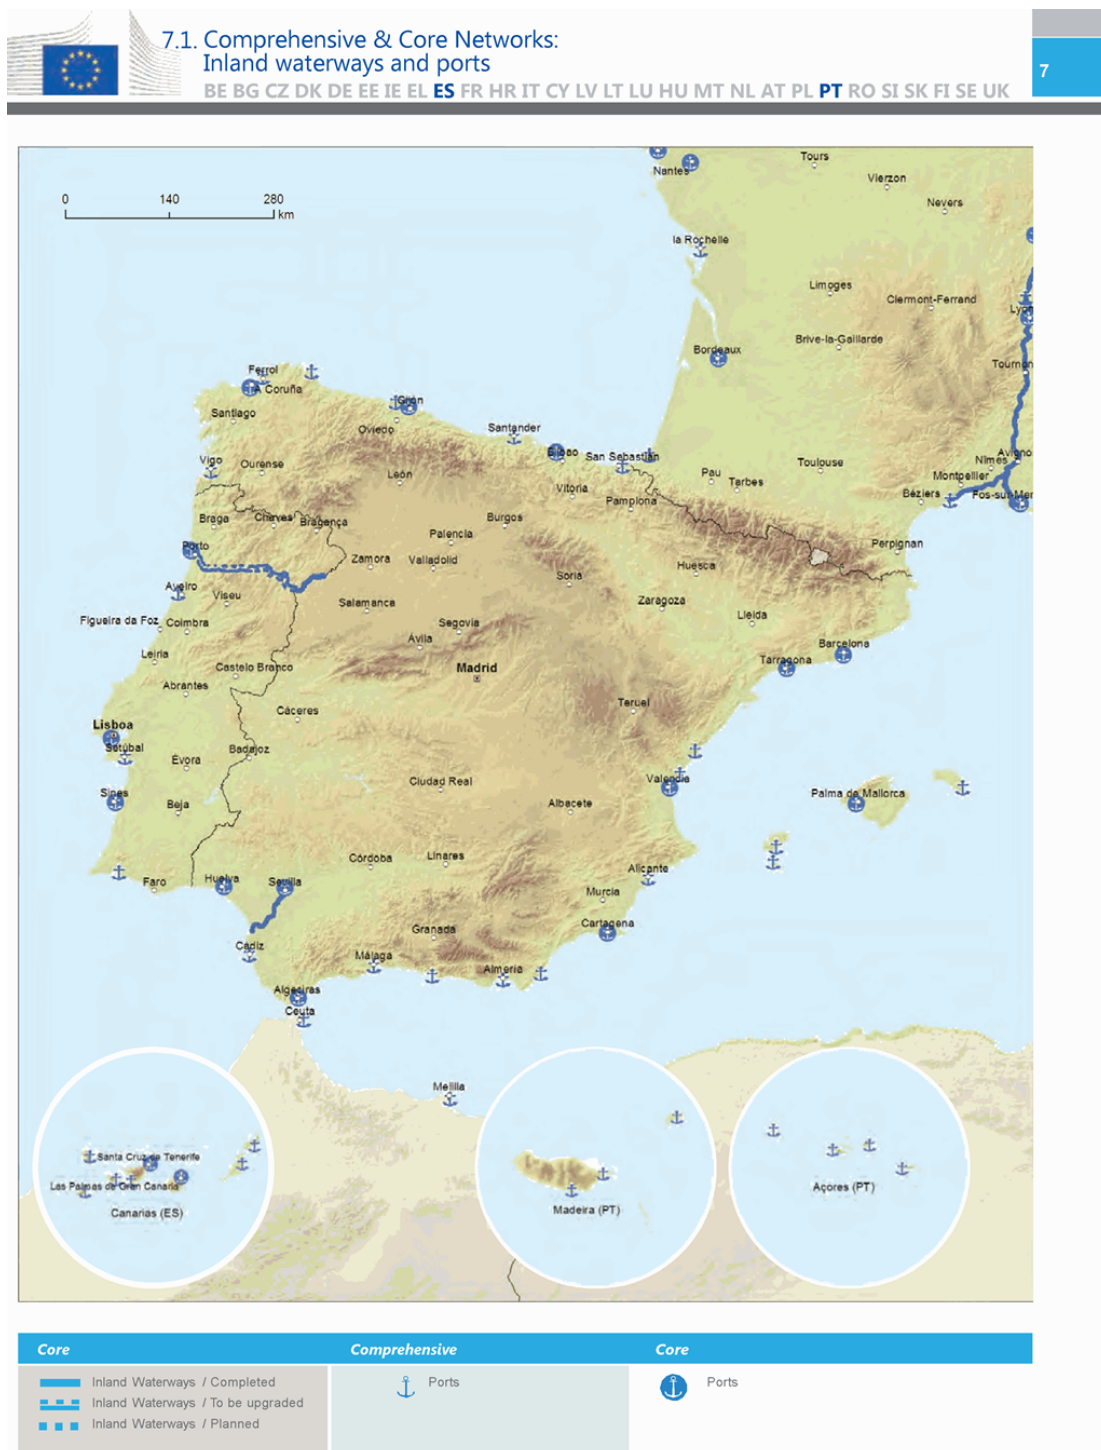 7.1. Comprehensive & Core Networks:
Inland waterways and ports
BE BG CZ DK DE EE IE EL ES FR HR IT CY LV LT LU HU MT NL AT PL PT RO SI SK FI SE UK
7
0 140 280
km
Tours
Nantes
Vierzon
Nevers
la Rochelle
Limoges
Clermont-Ferrand
Lyon
Brive-la-Gaillarde
Bordeaux
Tournon
Ferrol
A Coruña
Gijón
Santiago
Oviedo
Santander
Bilbao
San Sebastián
Avigno
Nîmes
Vigo
Ourense
León
Vitoria
Pau
Tarbes
Toulouse
Montpellier
Béziers
Fos-sur-Mer
Pamplona
Braga
Chaves
Bragança
Burgos
Palencia
Perpignan
Porto
Zamora
Valladolid
Soria
Huesca
Aveiro
Viseu
Salamanca
Zaragoza
Lleida
Figueira da Foz
Coimbra
Segovia
Ávila
Barcelona
Leiria
Castelo Branco
Madrid
Tarragona
Abrantes
Cáceres
Teruel
Lisboa
Setúbal
Évora
Badajoz
Ciudad Real
Valencia
Palma de Mallorca
Sines
Beja
Albacete
Córdoba
Linares
Alicante
Faro
Huelva
Sevilla
Murcia
Cartagena
Granada
Cádiz
Málaga
Almería
Algeciras
Ceuta
Melilla
Santa Cruz de Tenerife
Las Palmas de Gran Canaria
Canarias (ES)
Madeira (PT)
Açores (PT)
Core Comprehensive Core
Inland Waterways / Completed
Inland Waterways / To be upgraded
Inland Waterways / Planned
Ports
Ports